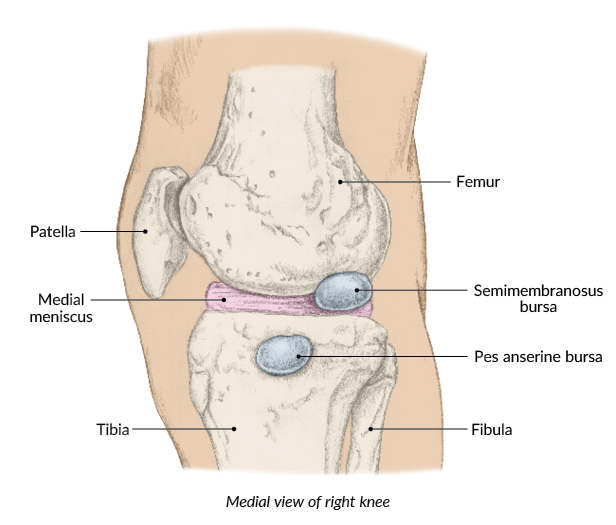 Femur
Patella
Semimembranosus
bursa
Medial
meniscus
Pes anserine bursa
Tibia
Fibula
Medial view of right knee